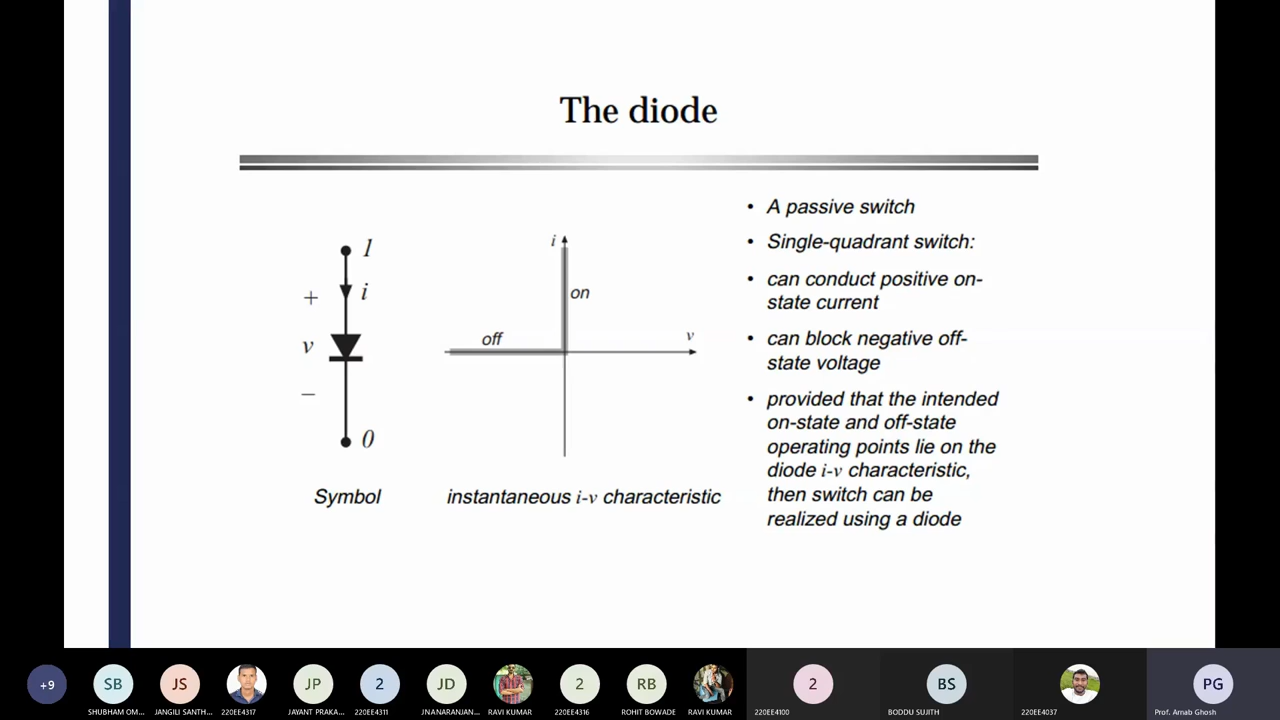 The diode
1
+
i
v
–
0
Symbol
i
on
off
v
instantaneous i-v characteristic
• A passive switch
• Single-quadrant switch:
• can conduct positive on-
state current
• can block negative off-
state voltage
• provided that the intended
on-state and off-state
operating points lie on the
diode i-v characteristic,
then switch can be
realized using a diode
+9
SB
SHUBHAM OM...
JS
JANGILI SANTH...
220EE4317
JP
JAYANT PRAKA...
2
220EE4311
JD
JNANARANJAN...
RAVI KUMAR
2
220EE4316
RB
ROHIT BOWADE
RAVI KUMAR
2
220EE4100
BS
BODDU SUJITH
220EE4037
PG
Prof. Arnab Ghosh